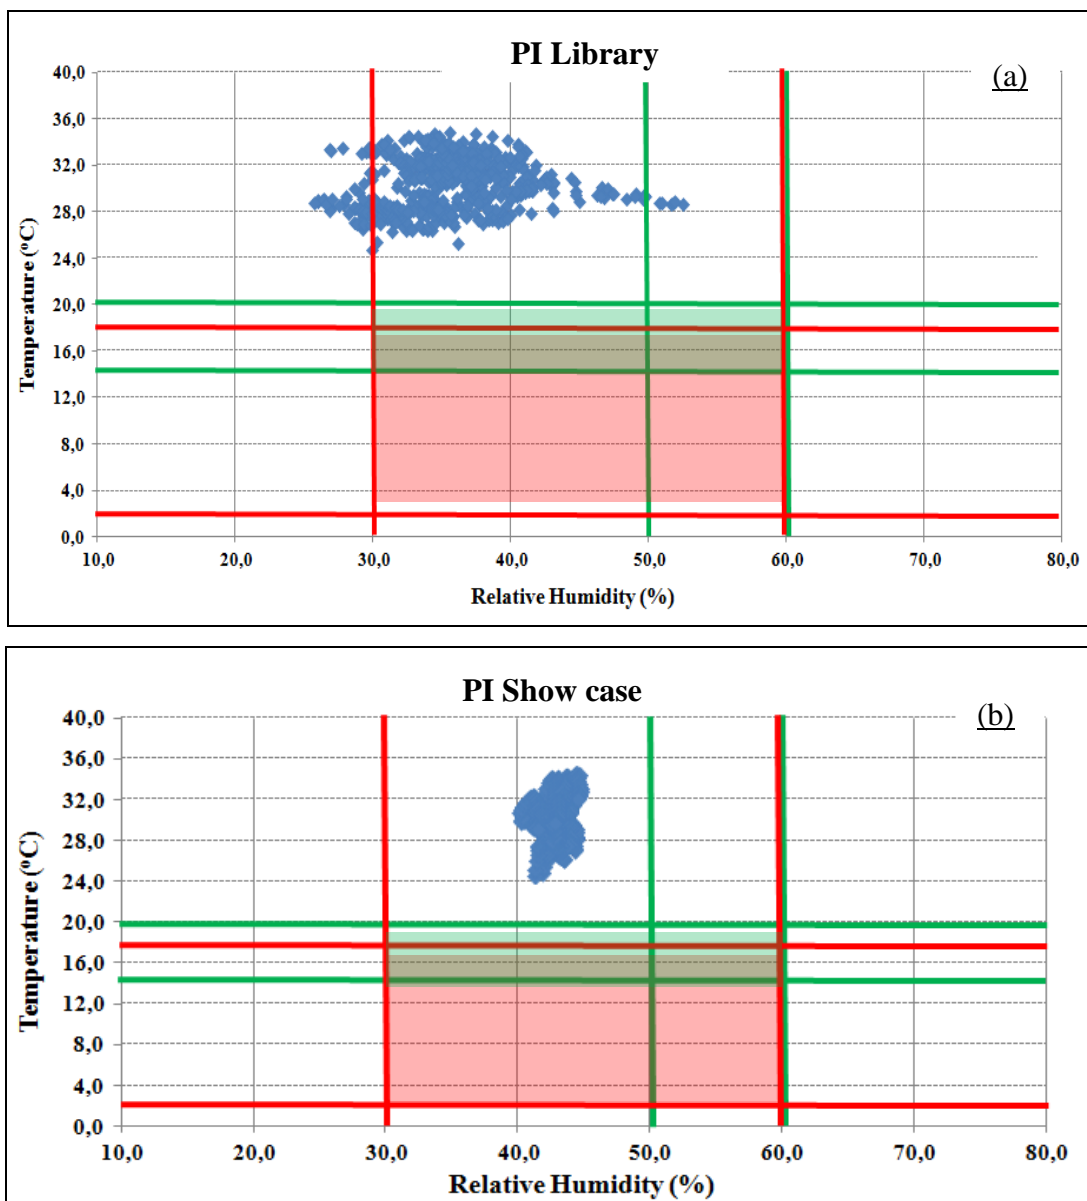 PI Library
(a)
40,0
36,0
32,0
28,0
24,0
20,0
16,0
12,0
8,0
4,0
0,0
Temperature (ºC)
10,0 20,0 30,0 40,0 50,0 60,0 70,0 80,0
Relative Humidity (%)
PI Show case
(b)
40,0
36,0
32,0
28,0
24,0
20,0
16,0
12,0
8,0
4,0
0,0
Temperature (ºC)
10,0 20,0 30,0 40,0 50,0 60,0 70,0 80,0
Relative Humidity (%)